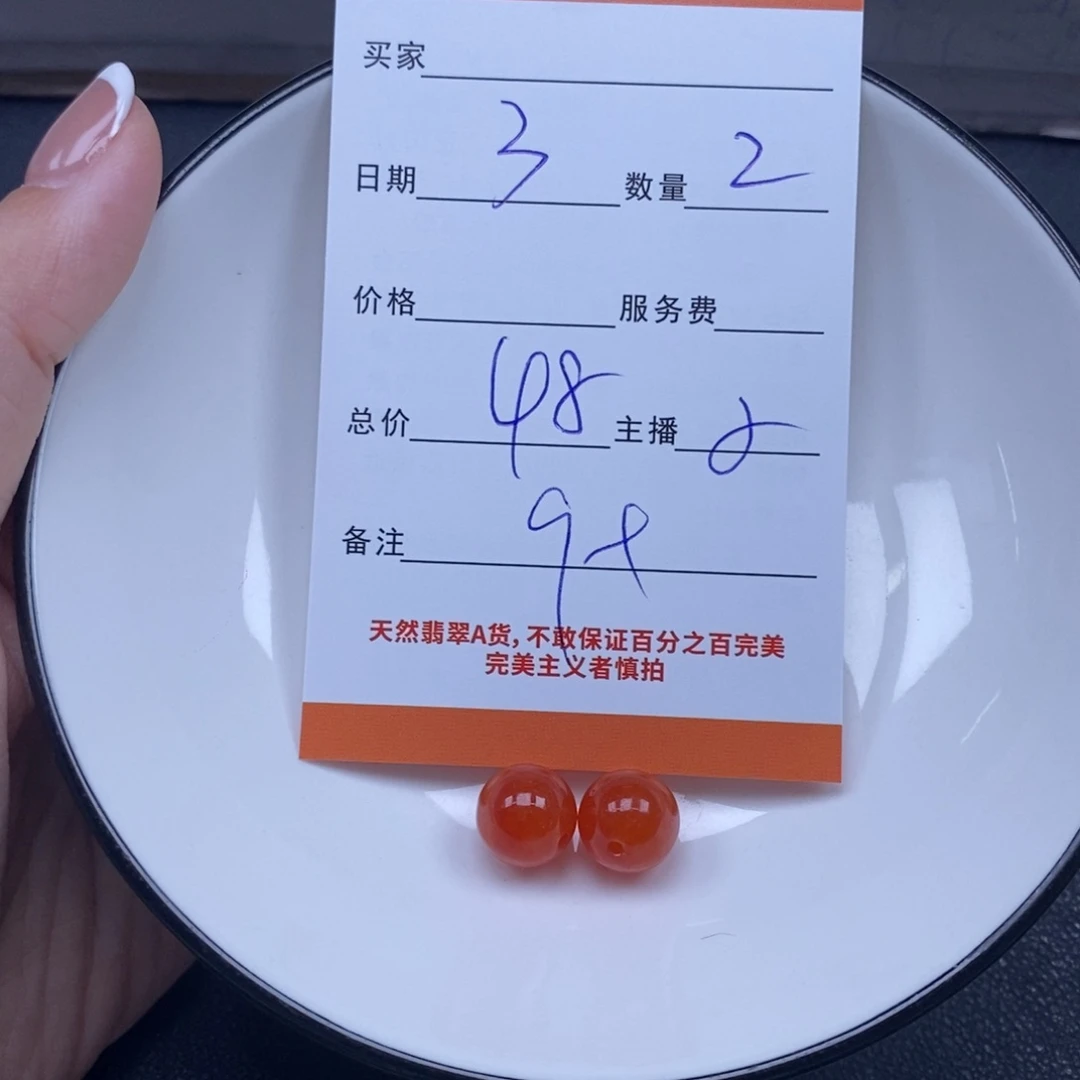 买家
日期 3 数量 2
价格 服务费
总价 48 主播 2
备注 9
天然翡翠A货,不敢保证百分之百完美
完美主义者慎拍